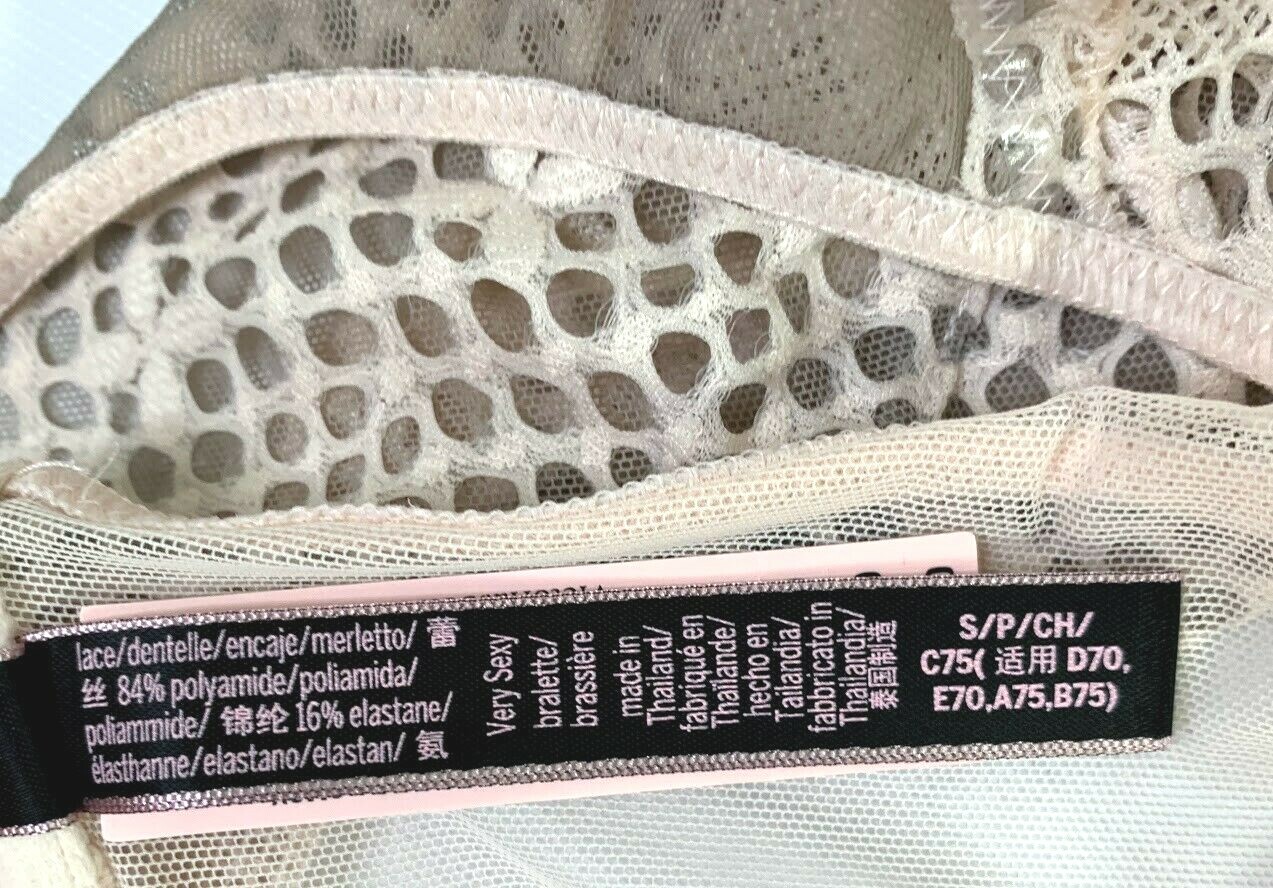 lace/dentelle/encaje/merletto/ 蕾
丝 84% polyamide/poliamida/
poliammide/ 锦纶 16% elastane/
élasthanne/elastano/elastan/ 氨
Very Sexy
bralette/
brassière
made in
Thailand/
fabriqué en
Thaïlande/
hecho en
Tailandia/
fabbricato in
Thailandia/
泰国制造
S/P/CH/
C75( 适用 D70,
E70,A75,B75)